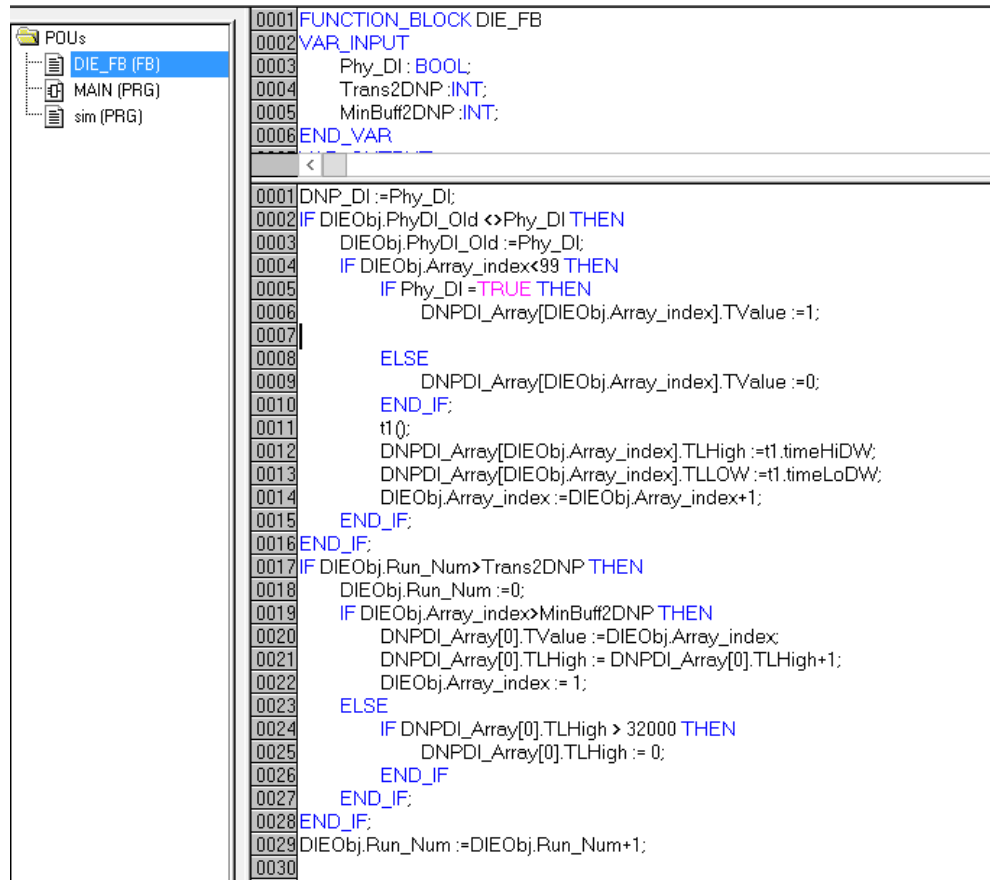 POUs
DIE_FB (FB)
MAIN (PRG)
sim (PRG)
0001 FUNCTION_BLOCK DIE_FB
0002 VAR_INPUT
0003 Phy_DI : BOOL;
0004 Trans2DNP :INT;
0005 MinBuff2DNP :INT;
0006 END_VAR
0001 DNP_DI :=Phy_DI;
0002 IF DIEObj.PhyDI_Old <>Phy_DI THEN
0003 DIEObj.PhyDI_Old :=Phy_DI;
0004 IF DIEObj.Array_index<99 THEN
0005 IF Phy_DI =TRUE THEN
0006 DNPDI_Array[DIEObj.Array_index].TValue :=1;
0007
0008 ELSE
0009 DNPDI_Array[DIEObj.Array_index].TValue :=0;
0010 END_IF;
0011 t1();
0012 DNPDI_Array[DIEObj.Array_index].TLHigh :=t1.timeHiDW;
0013 DNPDI_Array[DIEObj.Array_index].TLLOW :=t1.timeLoDW;
0014 DIEObj.Array_index :=DIEObj.Array_index+1;
0015 END_IF;
0016 END_IF;
0017 IF DIEObj.Run_Num>Trans2DNP THEN
0018 DIEObj.Run_Num :=0;
0019 IF DIEObj.Array_index>MinBuff2DNP THEN
0020 DNPDI_Array[0].TValue :=DIEObj.Array_index;
0021 DNPDI_Array[0].TLHigh := DNPDI_Array[0].TLHigh+1;
0022 DIEObj.Array_index := 1;
0023 ELSE
0024 IF DNPDI_Array[0].TLHigh > 32000 THEN
0025 DNPDI_Array[0].TLHigh := 0;
0026 END_IF
0027 END_IF;
0028 END_IF;
0029 DIEObj.Run_Num :=DIEObj.Run_Num+1;
0030